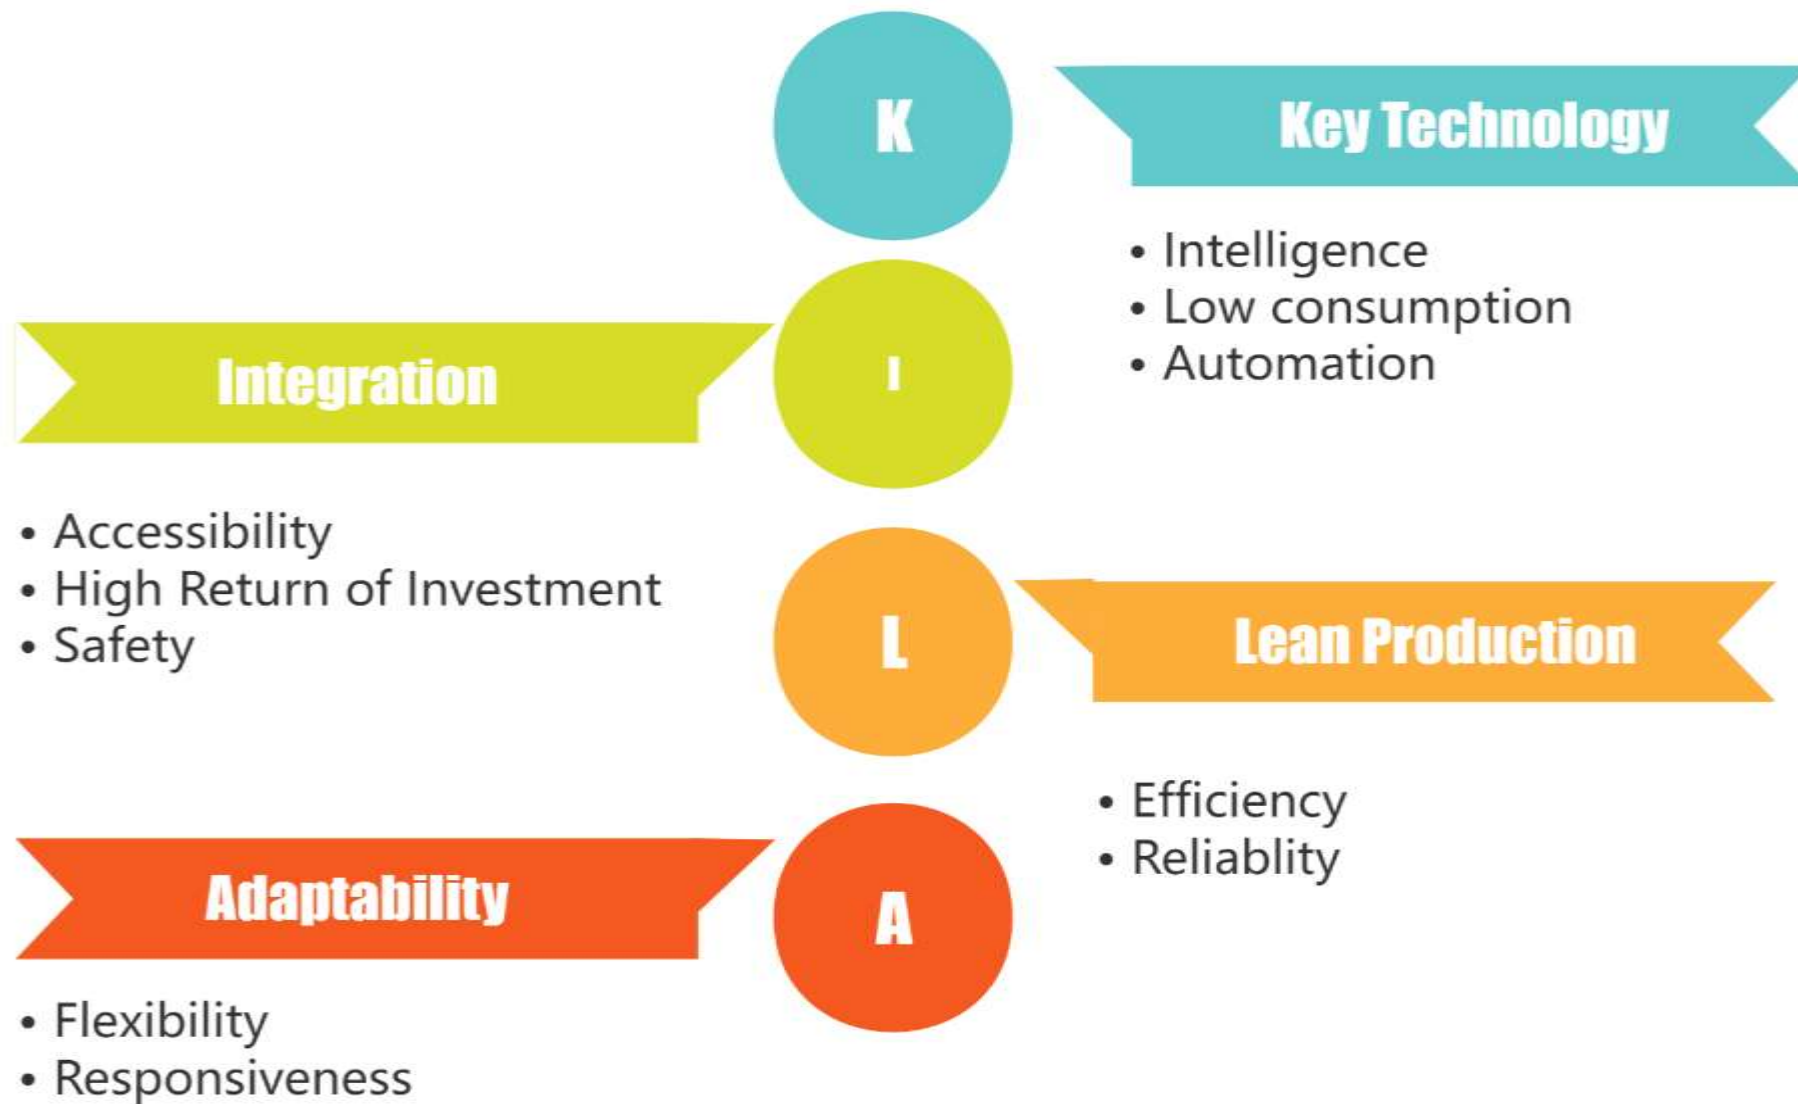 K
Key Technology
• Intelligence
• Low consumption
• Automation
I
Integration
• Accessibility
• High Return of Investment
• Safety
L
Lean Production
• Efficiency
• Reliablity
A
Adaptability
• Flexibility
• Responsiveness